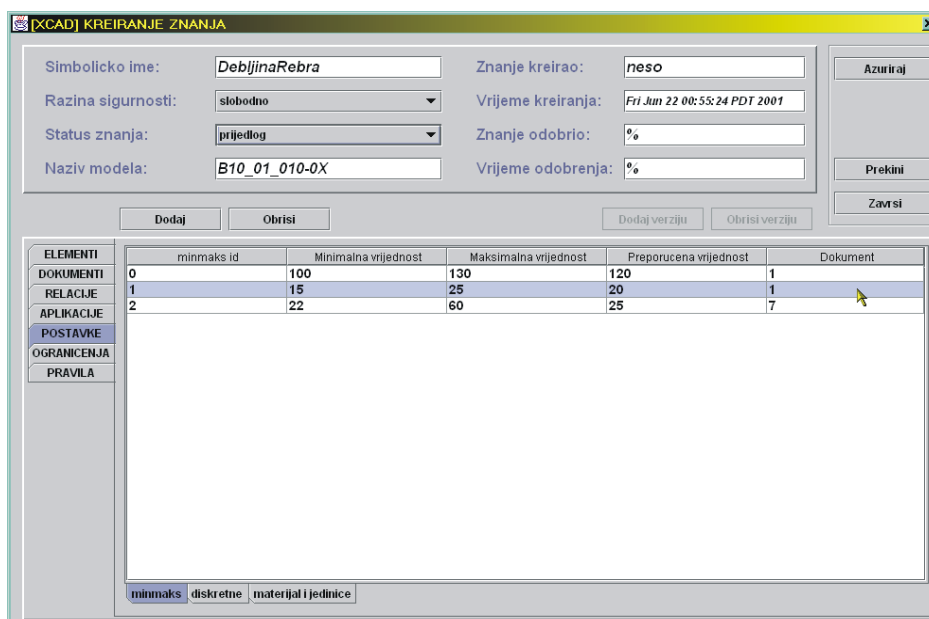 [XCAD] KREIRANJE ZNANJA
Simbolicko ime: DebljinaRebra Znanje kreirao: neso Azuriraj
Razina sigurnosti: slobodno Vrijeme kreiranja: Fri Jun 22 00:55:24 PDT 2001
Status znanja: prijedlog Znanje odobrio: %
Naziv modela: B10_01_010-0X Vrijeme odobrenja: % Prekini
Zavrsi
Dodaj Obrisi Dodaj verziju Obrisi verziju
ELEMENTI
DOKUMENTI
RELACIJE
APLIKACIJE
POSTAVKE
OGRANICENJA
PRAVILA
minmaks id Minimalna vrijednost Maksimalna vrijednost Preporucena vrijednost Dokument
0 100 130 120 1
1 15 25 20 1
2 22 60 25 7
minmaks diskretne materijal i jedinice